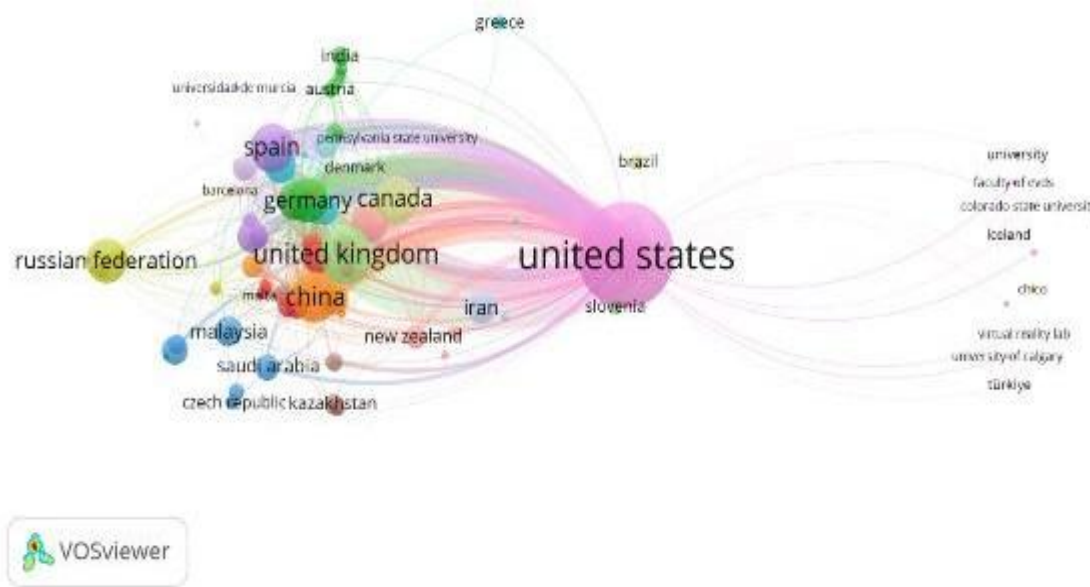 greece
india
universidad de murcia
austria
pennsylvania state university
spain
brazil
university
denmark
faculty of evds
barcelona
germany
canada
colorado state universit
iceland
united kingdom
united states
russian federation
malta
china
chico
iran
slovenia
malaysia
new zealand
virtual reality lab
university of calgary
saudi arabia
türkiye
czech republic
kazakhstan
VOSviewer